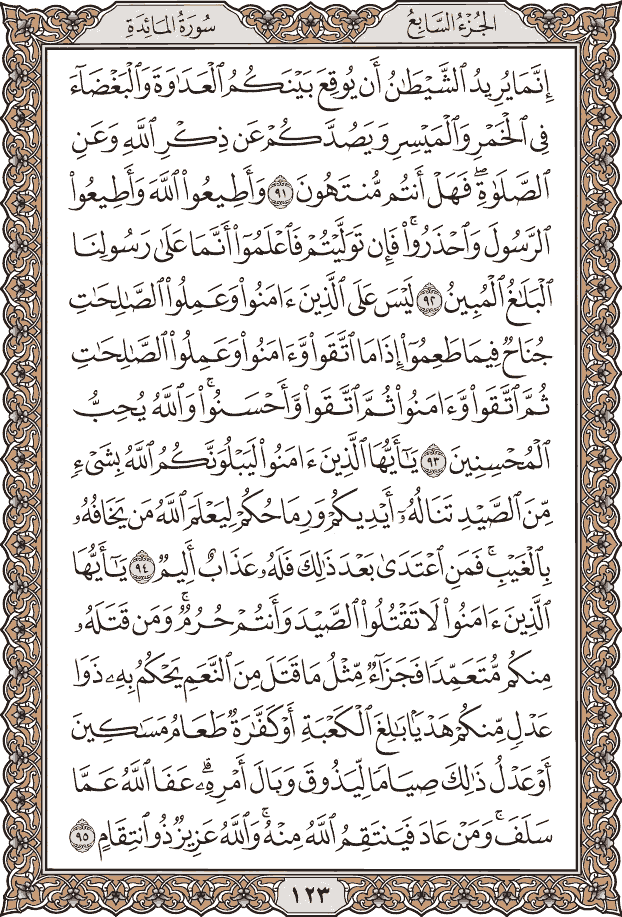 الجُزْءُ السَّابِعُ
سُورَةُ المَائِدَةِ
إِنَّمَا يُرِيدُ ٱلشَّيْطَٰنُ أَن يُوقِعَ بَيْنَكُمُ ٱلْعَدَٰوَةَ وَٱلْبَغْضَآءَ
فِى ٱلْخَمْرِ وَٱلْمَيْسِرِ وَيَصُدَّكُمْ عَن ذِكْرِ ٱللَّهِ وَعَنِ
ٱلصَّلَوٰةِۖ فَهَلْ أَنتُم مُّنتَهُونَ ٩١ وَأَطِيعُوا۟ ٱللَّهَ وَأَطِيعُوا۟
ٱلرَّسُولَ وَٱحْذَرُوا۟ۚ فَإِن تَوَلَّيْتُمْ فَٱعْلَمُوٓا۟ أَنَّمَا عَلَىٰ رَسُولِنَا
ٱلْبَلَٰغُ ٱلْمُبِينُ ٩٢ لَيْسَ عَلَى ٱلَّذِينَ ءَامَنُوا۟ وَعَمِلُوا۟ ٱلصَّٰلِحَٰتِ
جُنَاحٌ فِيمَا طَعِمُوٓا۟ إِذَا مَا ٱتَّقَوا۟ وَّءَامَنُوا۟ وَعَمِلُوا۟ ٱلصَّٰلِحَٰتِ
ثُمَّ ٱتَّقَوا۟ وَّءَامَنُوا۟ ثُمَّ ٱتَّقَوا۟ وَّأَحْسَنُوا۟ۚ وَٱللَّهُ يُحِبُّ
ٱلْمُحْسِنِينَ ٩٣ يَٰٓأَيُّهَا ٱلَّذِينَ ءَامَنُوا۟ لَيَبْلُوَنَّكُمُ ٱللَّهُ بِشَىْءٍ
مِّنَ ٱلصَّيْدِ تَنَالُهُۥٓ أَيْدِيكُمْ وَرِمَاحُكُمْ لِيَعْلَمَ ٱللَّهُ مَن يَخَافُهُۥ
بِٱلْغَيْبِۚ فَمَنِ ٱعْتَدَىٰ بَعْدَ ذَٰلِكَ فَلَهُۥ عَذَابٌ أَلِيمٌ ٩٤ يَٰٓأَيُّهَا
ٱلَّذِينَ ءَامَنُوا۟ لَا تَقْتُلُوا۟ ٱلصَّيْدَ وَأَنتُمْ حُرُمٌۚ وَمَن قَتَلَهُۥ
مِنكُم مُّتَعَمِّدًا فَجَزَآءٌ مِّثْلُ مَا قَتَلَ مِنَ ٱلنَّعَمِ يَحْكُمُ بِهِۦ ذَوَا
عَدْلٍ مِّنكُمْ هَدْيًۢا بَٰلِغَ ٱلْكَعْبَةِ أَوْ كَفَّٰرَةٌ طَعَامُ مَسَٰكِينَ
أَوْ عَدْلُ ذَٰلِكَ صِيَامًا لِّيَذُوقَ وَبَالَ أَمْرِهِۦۗ عَفَا ٱللَّهُ عَمَّا
سَلَفَۚ وَمَنْ عَادَ فَيَنتَقِمُ ٱللَّهُ مِنْهُۚ وَٱللَّهُ عَزِيزٌ ذُو ٱنتِقَامٍ ٩٥
١٢٣